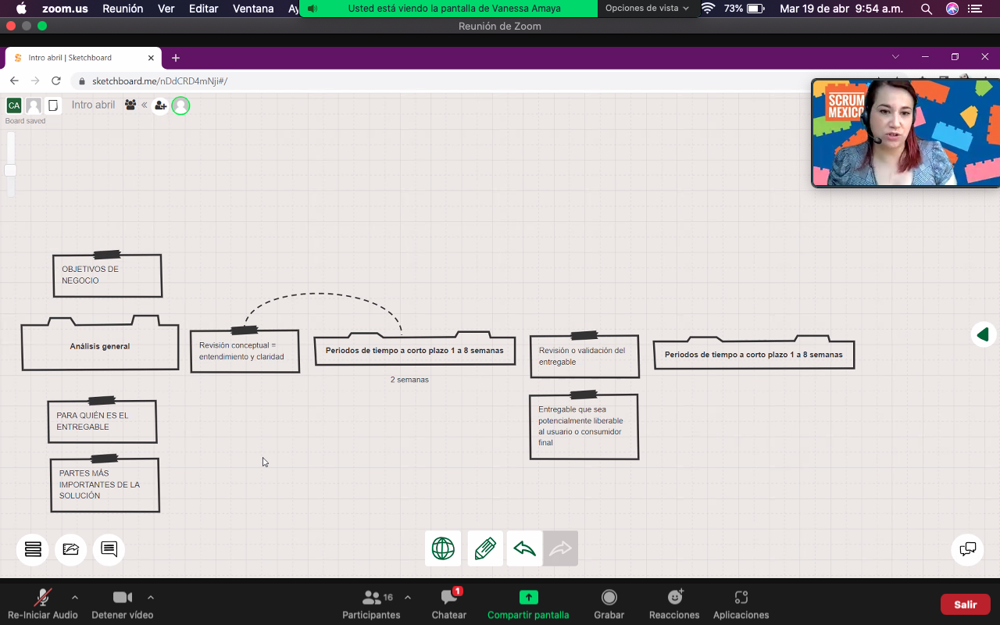 zoom.us Reunión Ver Editar Ventana Ay
Usted está viendo la pantalla de Vanessa Amaya
Opciones de vista
73%
Mar 19 de abr 9:54 a.m.
Reunión de Zoom
Intro abril | Sketchboard
sketchboard.me/nDdCRD4mNji#/
CA
Intro abril
Board saved
SCRUM
MEXICO
OBJETIVOS DE
NEGOCIO
Análisis general
Revisión conceptual =
entendimiento y claridad
Periodos de tiempo a corto plazo 1 a 8 semanas
2 semanas
Revisión o validación del
entregable
Periodos de tiempo a corto plazo 1 a 8 semanas
PARA QUIÉN ES EL
ENTREGABLE
Entregable que sea
potencialmente liberable
al usuario o consumidor
final
PARTES MÁS
IMPORTANTES DE LA
SOLUCIÓN
Re-Iniciar Audio
Detener vídeo
16
Participantes
1
Chatear
Compartir pantalla
Grabar
Reacciones
Aplicaciones
Salir